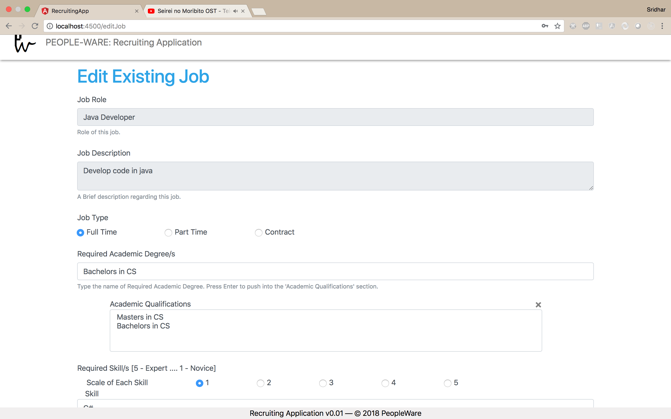 RecruitingApp
Seirei no Moribito OST - To
Sridhar
localhost:4500/editJob
PEOPLE-WARE: Recruiting Application
Edit Existing Job
Job Role
Java Developer
Role of this job.
Job Description
Develop code in java
A Brief description regarding this job.
Job Type
Full Time Part Time Contract
Required Academic Degree/s
Bachelors in CS
Type the name of Required Academic Degree. Press Enter to push into the 'Academic Qualifications' section.
Academic Qualifications
Masters in CS
Bachelors in CS
Required Skill/s [5 - Expert .... 1 - Novice]
Scale of Each Skill 1 2 3 4 5
Skill
C#
Recruiting Application v0.01 — © 2018 PeopleWare